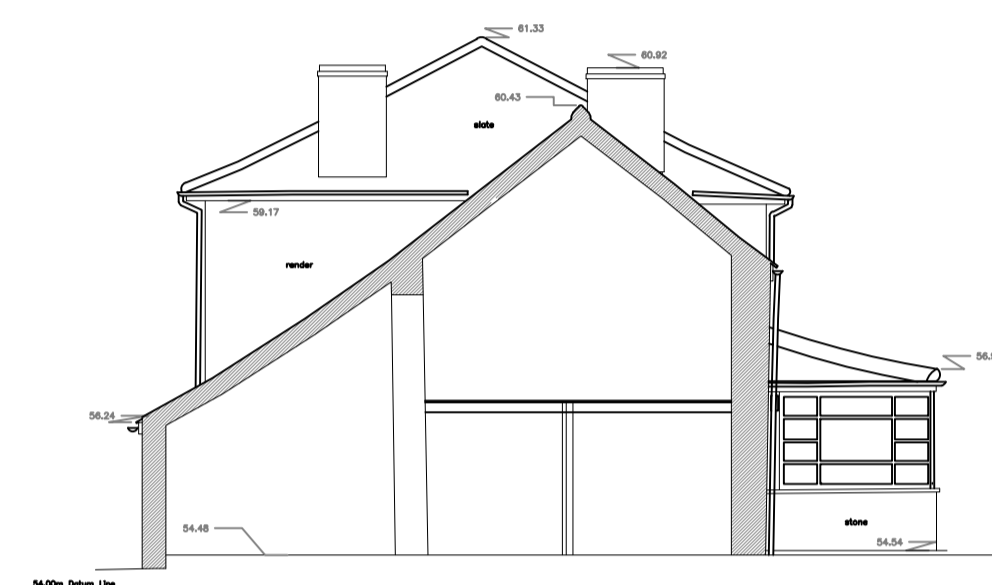 61.33
60.92
60.43
slate
59.17
render
56.24
54.48
stone
54.54
54.00m Datum Line